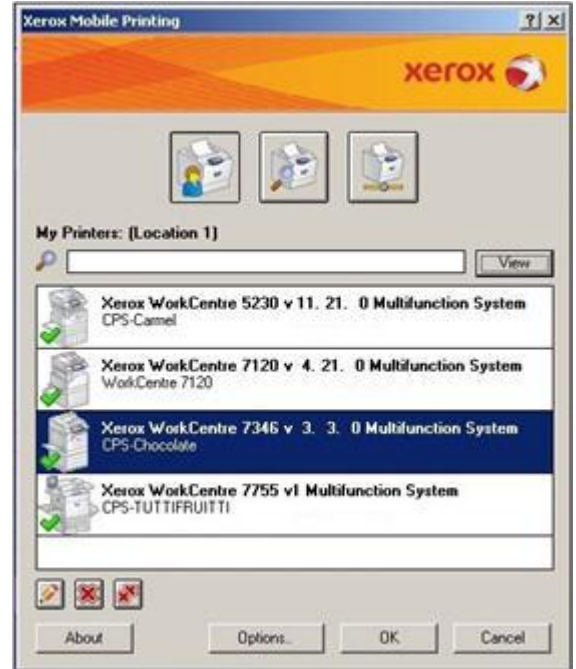 Xerox Mobile Printing
xerox
My Printers: (Location 1)
View
Xerox WorkCentre 5230 v 11. 21. 0 Multifunction System
CPS-Carmel
Xerox WorkCentre 7120 v 4. 21. 0 Multifunction System
WorkCentre 7120
Xerox WorkCentre 7346 v 3. 3. 0 Multifunction System
CPS-Chocolate
Xerox WorkCentre 7755 v1 Multifunction System
CPS-TUTTIFRUITTI
About Options... OK Cancel